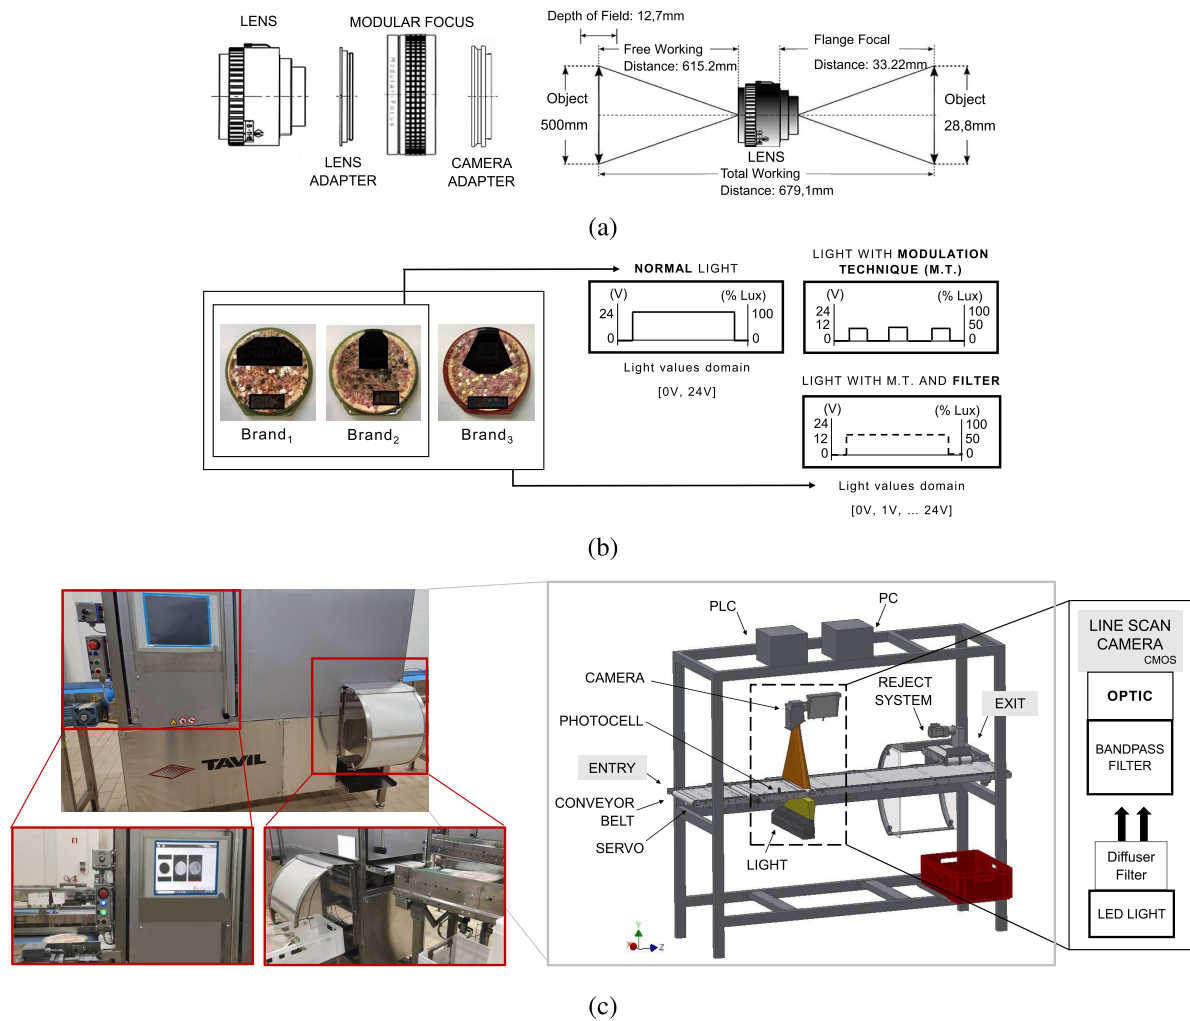 LENS
MODULAR FOCUS
Modular Focus
LENS
ADAPTER
CAMERA
ADAPTER
Depth of Field: 12,7mm
Free Working
Distance: 615.2mm
Flange Focal
Distance: 33.22mm
Object
500mm
Object
28,8mm
LENS
Total Working
Distance: 679,1mm
(a)
Brand1
Brand2
Brand3
NORMAL LIGHT
(V)
(% Lux)
24
100
0
0
Light values domain
[0V, 24V]
LIGHT WITH MODULATION
TECHNIQUE (M.T.)
(V)
(% Lux)
24
100
12
50
0
0
LIGHT WITH M.T. AND FILTER
(V)
(% Lux)
24
100
12
50
0
0
Light values domain
[0V, 1V, ... 24V]
(b)
TAVIL
PLC
PC
CAMERA
PHOTOCELL
ENTRY
CONVEYOR
BELT
SERVO
LIGHT
REJECT
SYSTEM
EXIT
Y
X
Z
LINE SCAN
CAMERA
CMOS
OPTIC
BANDPASS
FILTER
Diffuser
Filter
LED LIGHT
(c)